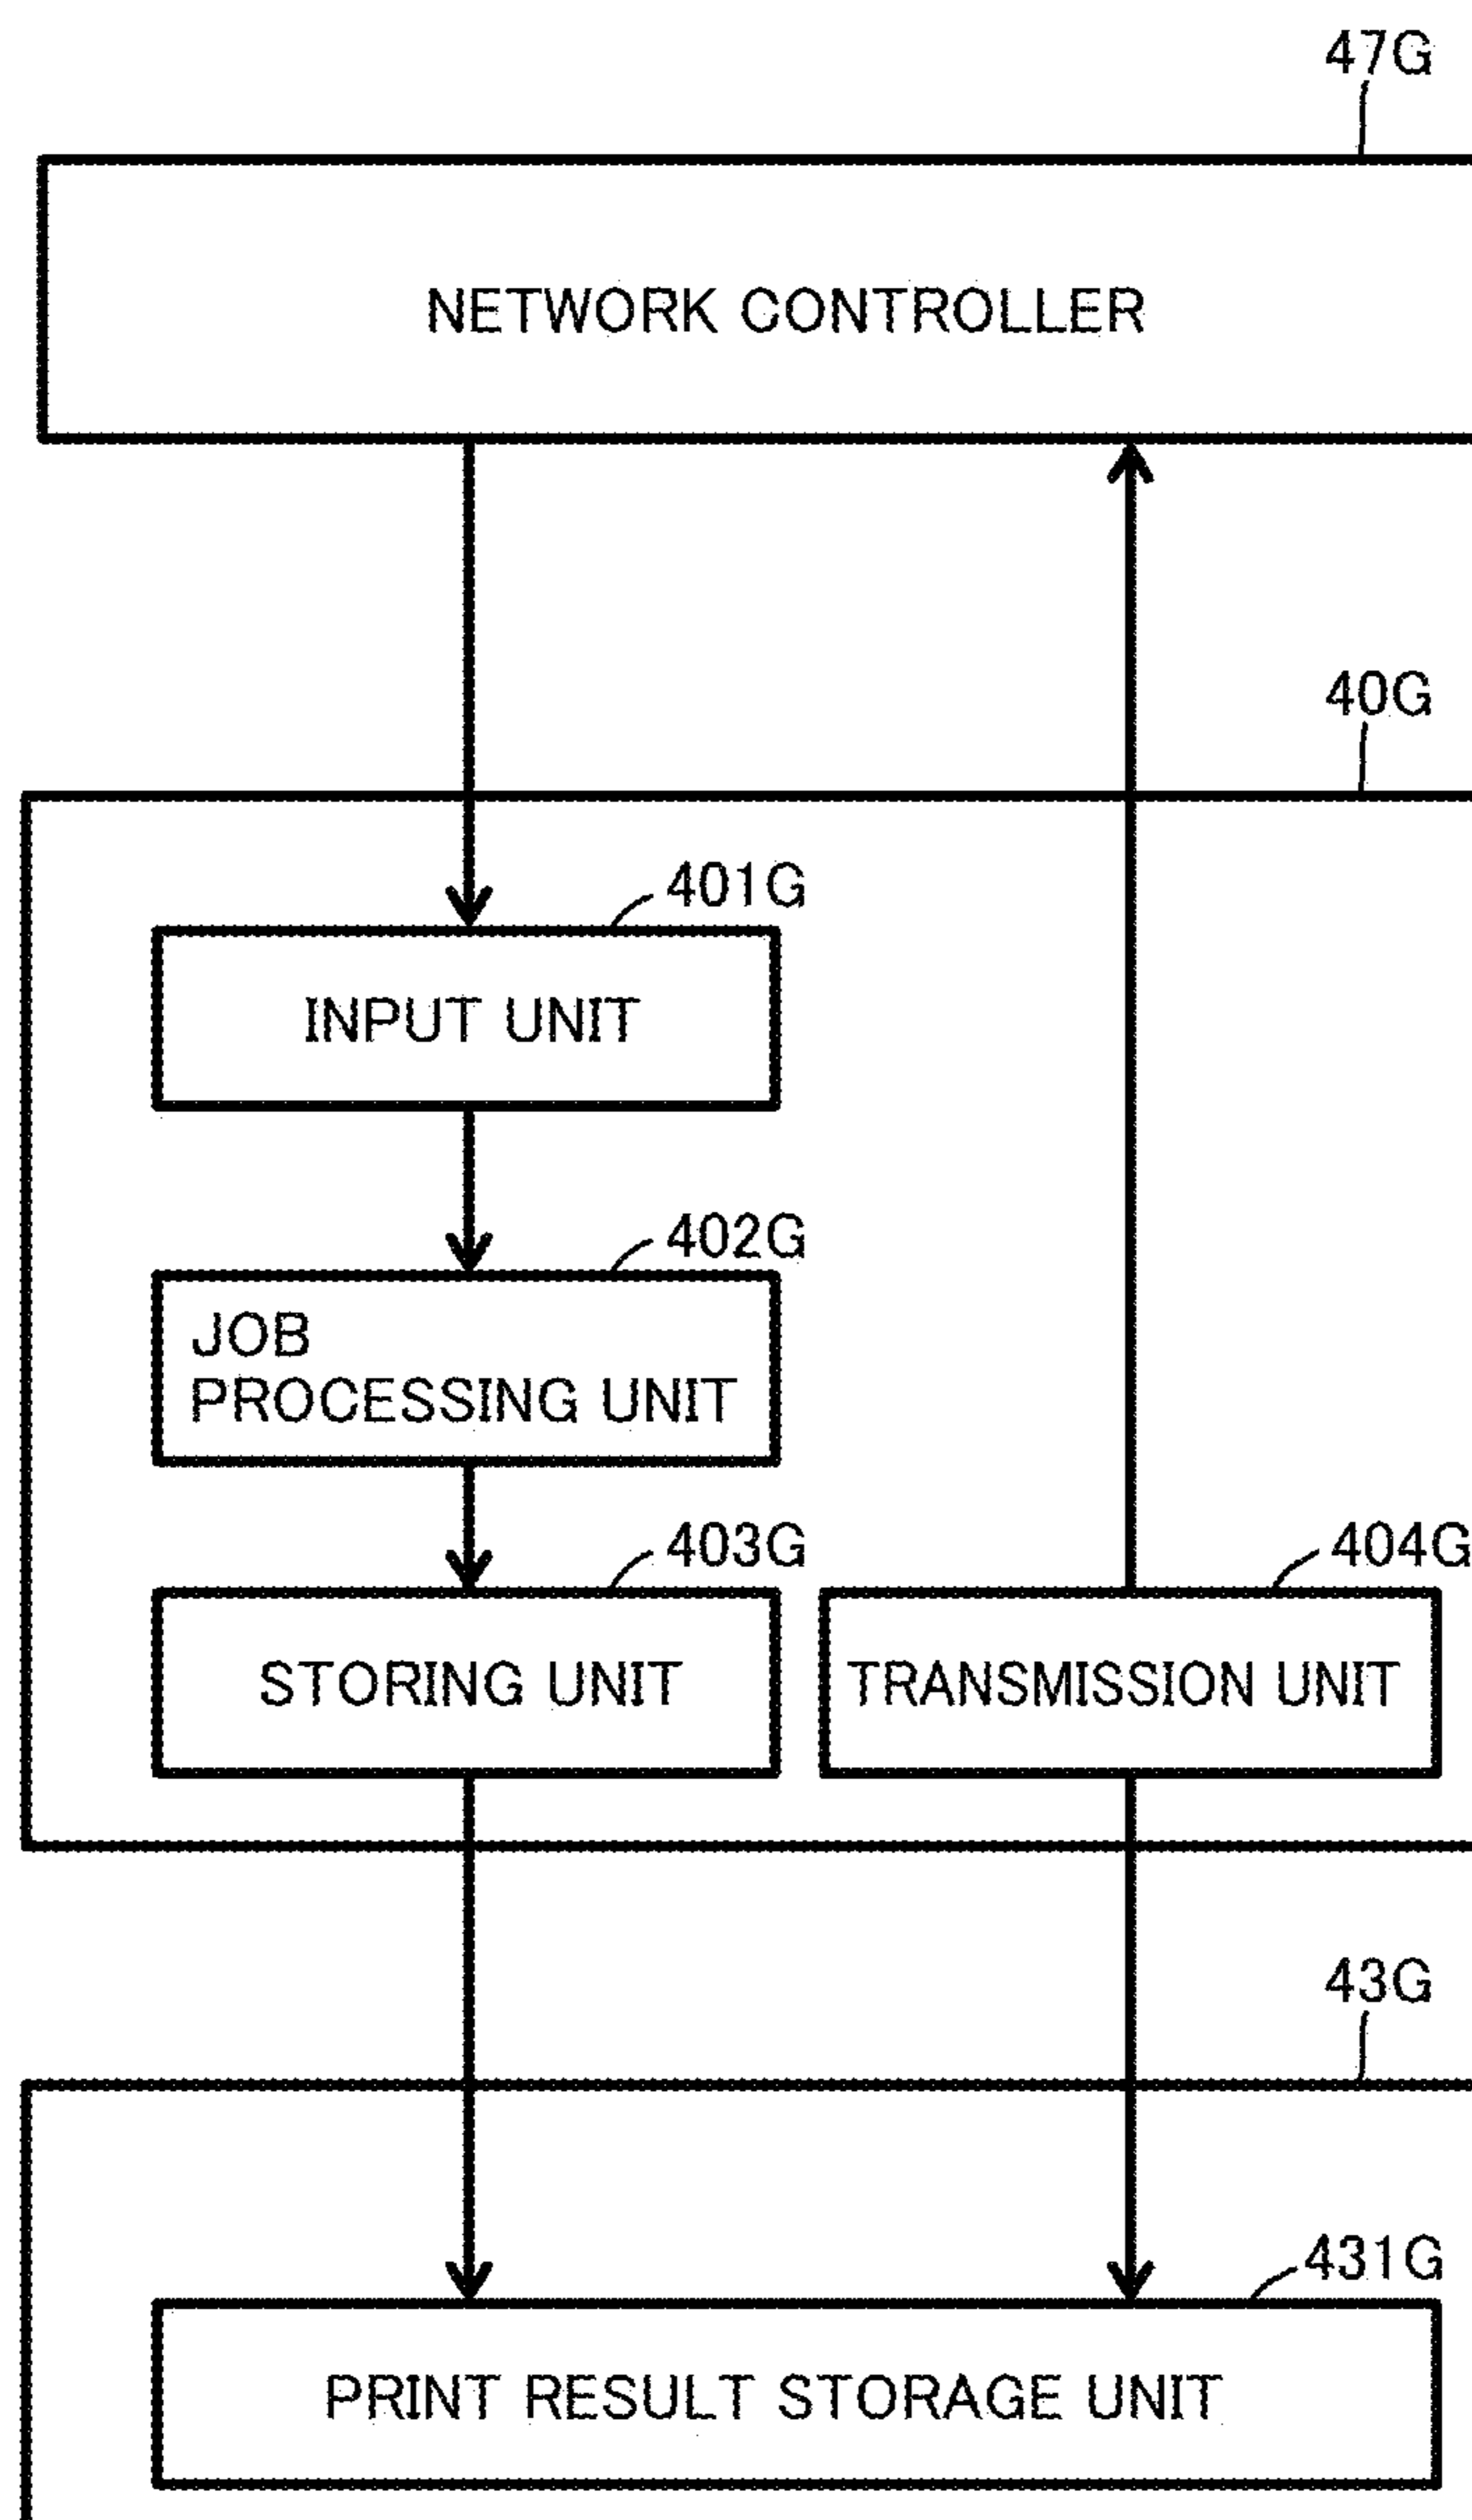 47G
NETWORK CONTROLLER
40G
401G
INPUT UNIT
402G
JOB
PROCESSING UNIT
403G
404G
STORING UNIT
TRANSMISSION UNIT
43G
431G
PRINT RESULT STORAGE UNIT